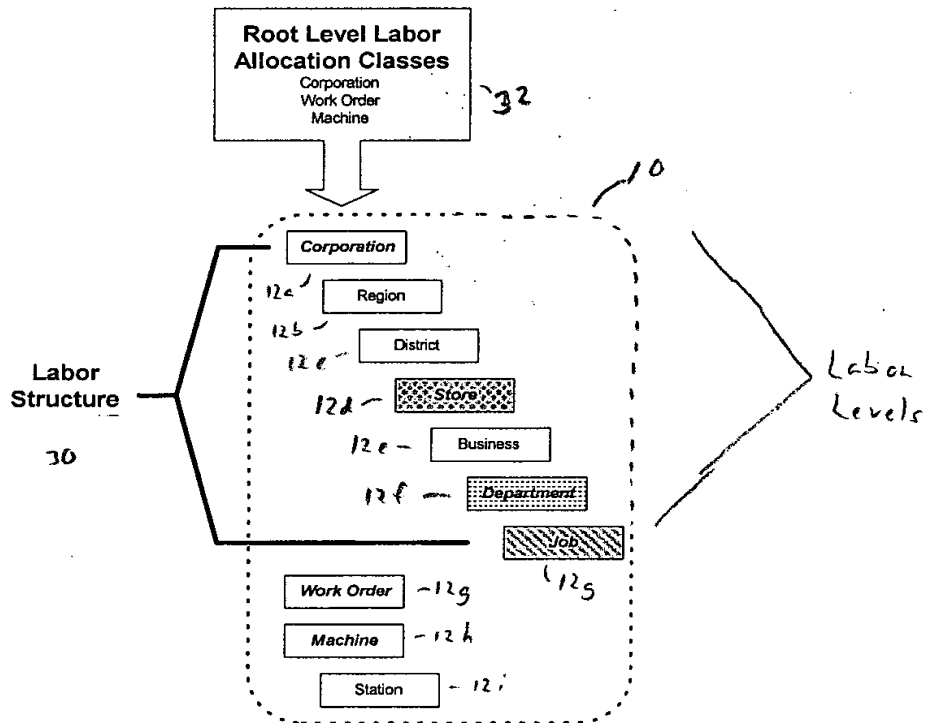 Root Level Labor
Allocation Classes
Corporation
Work Order
Machine
32
10
Corporation
12a
Region
12b
District
12c
Labor
Structure
30
Store
12d
Business
12e
Department
12f
Job
12g
Work Order
12g
Machine
12h
Station
12i
Labor
Levels